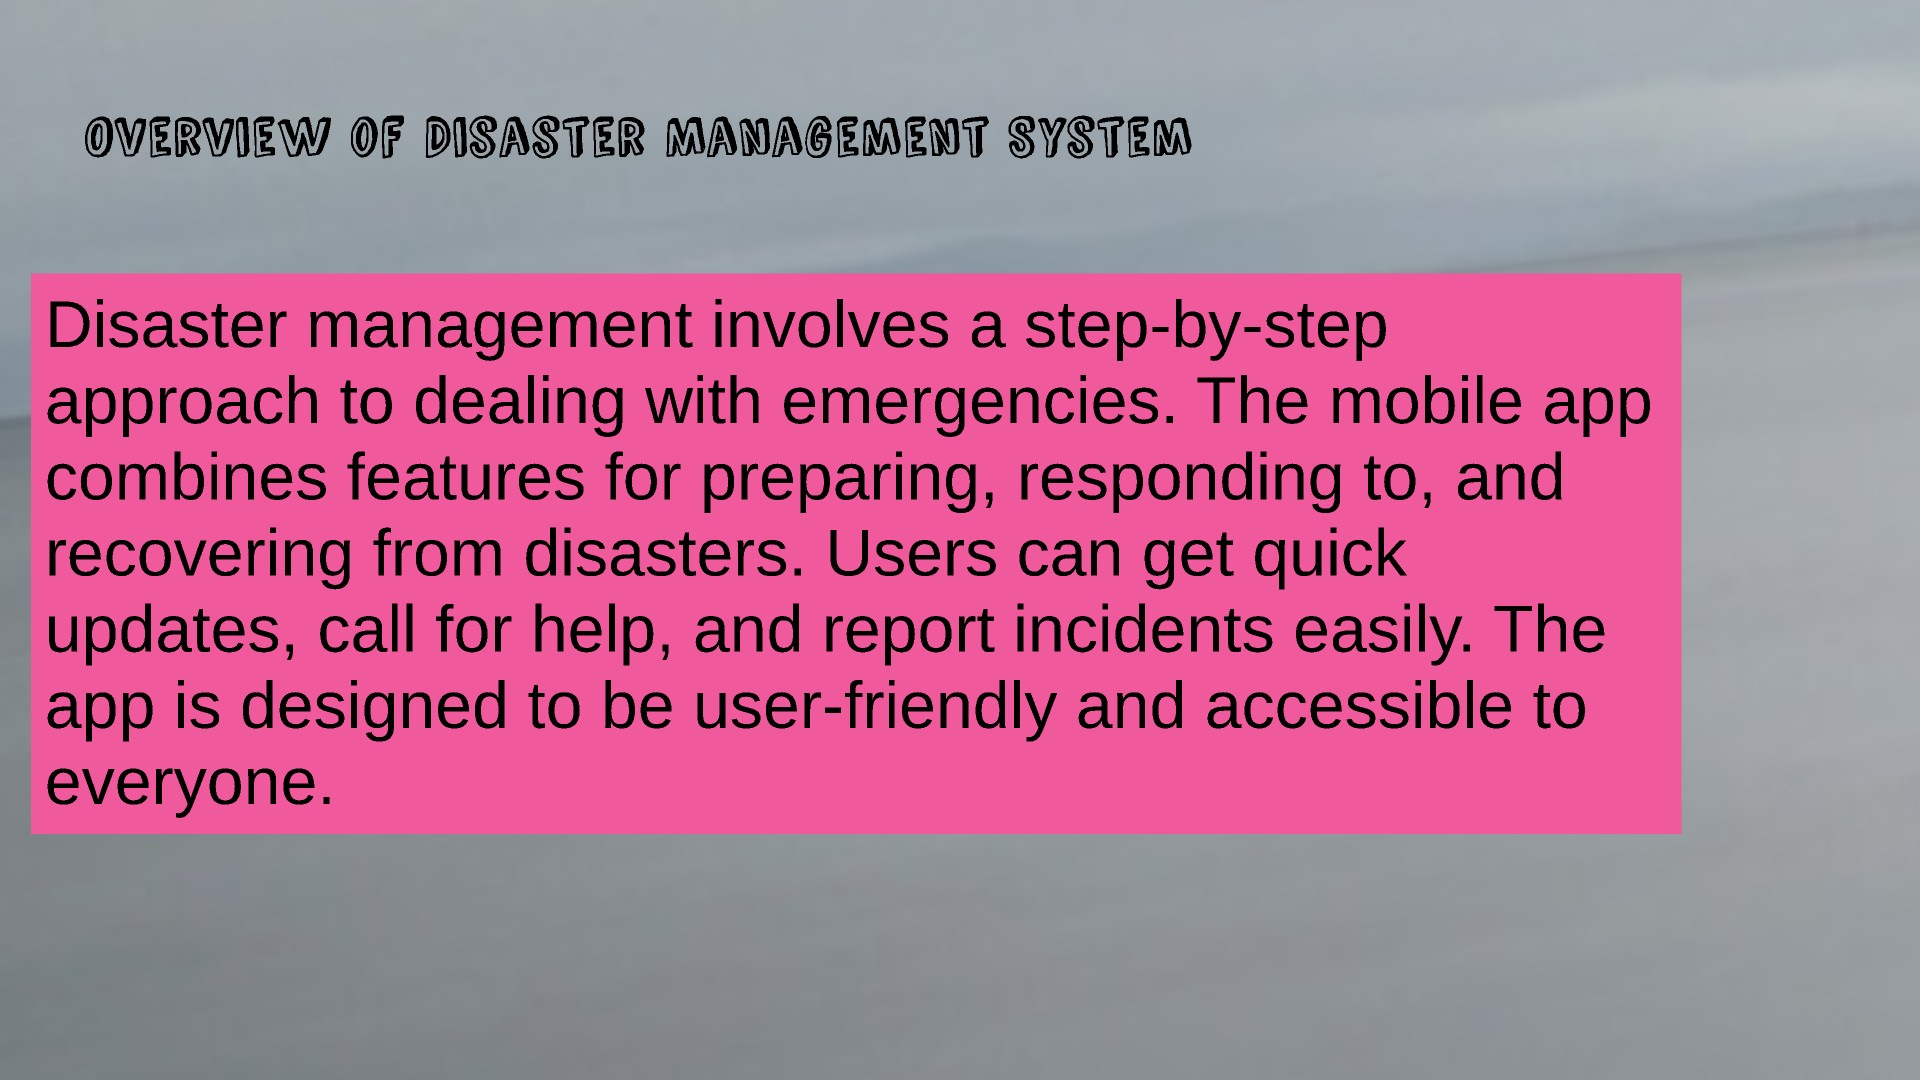 OVERVIEW OF DISASTER MANAGEMENT SYSTEM
Disaster management involves a step-by-step
approach to dealing with emergencies. The mobile app
combines features for preparing, responding to, and
recovering from disasters. Users can get quick
updates, call for help, and report incidents easily. The
app is designed to be user-friendly and accessible to
everyone.